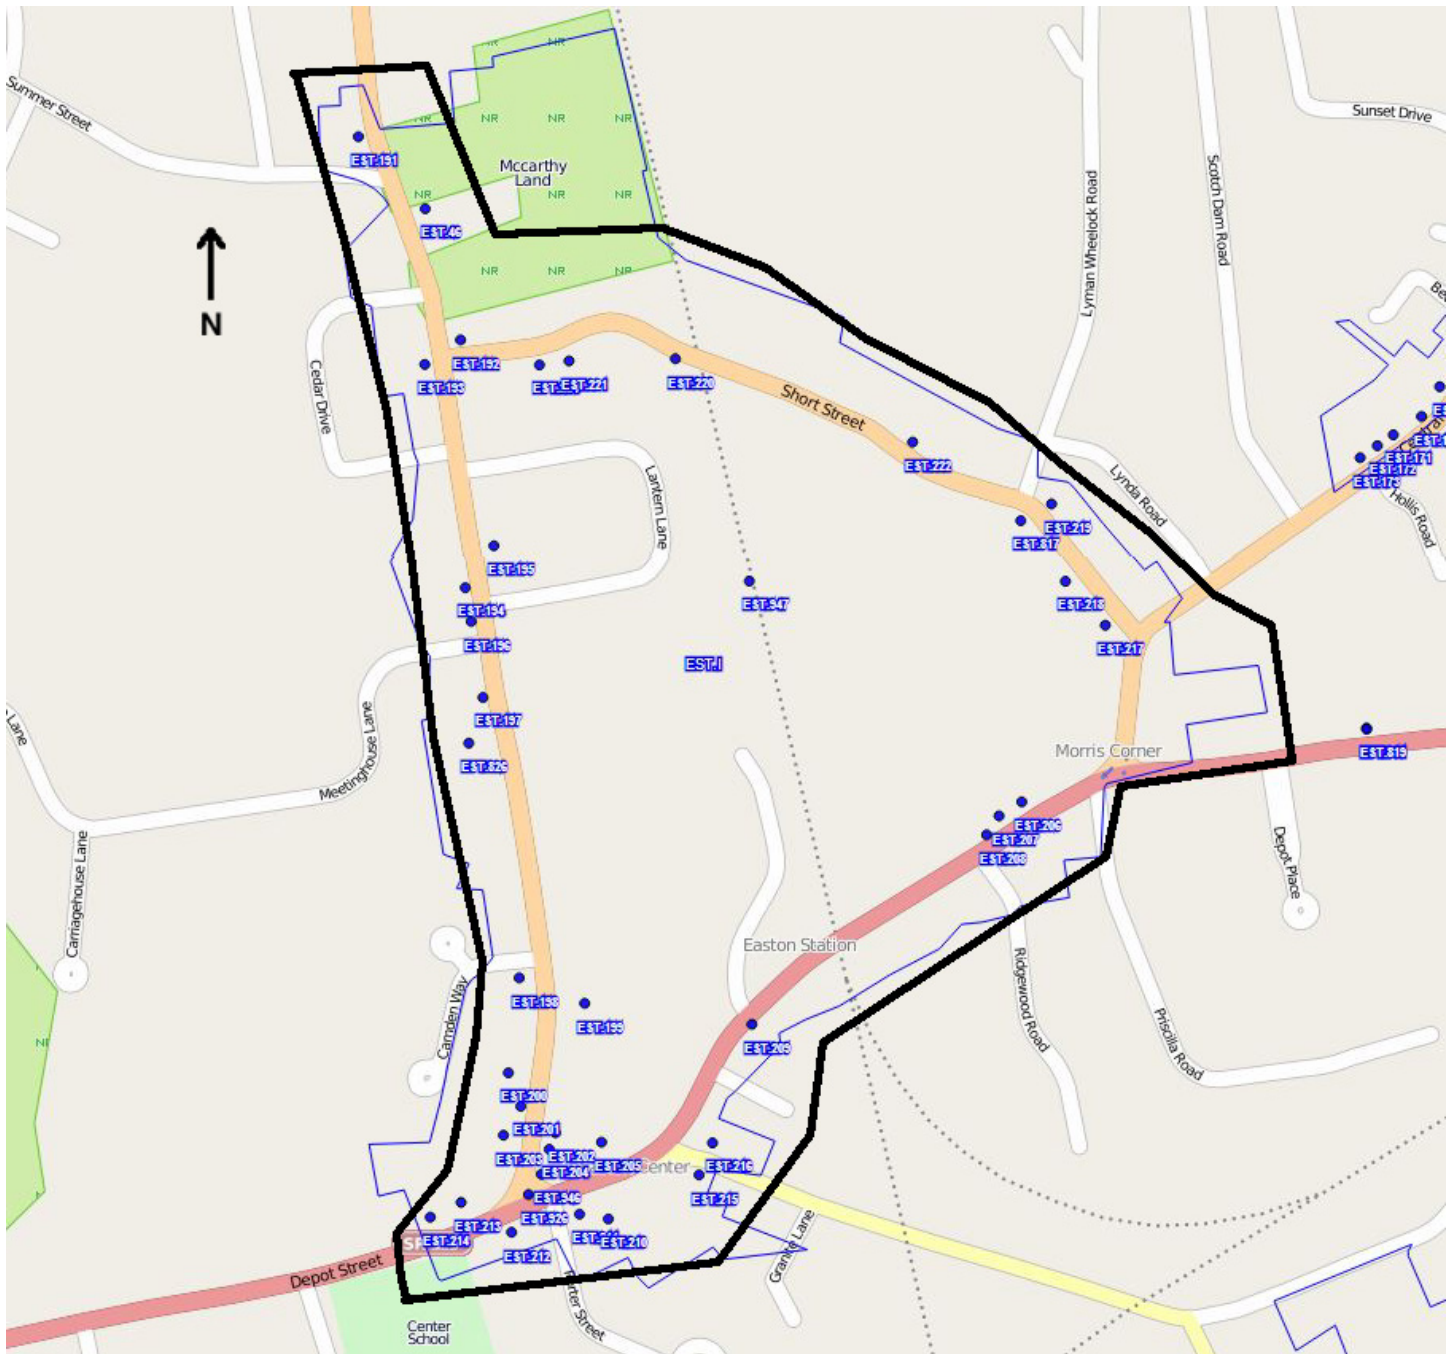 NR
NR
Summer Street
Sunset Drive
NR
NR
NR
EST.191
Mccarthy
Land
NR
NR
NR
EST.46
Lyman Wheelock Road
Scotch Dam Road
N
NR
NR
NR
EST.192
EST.193
EST.221
EST.220
Cedar Drive
Short Street
EST.222
Lantern Lane
Lynda Road
EST.171
EST.172
EST.173
Hollis Road
EST.195
EST.219
EST.817
EST.194
EST.947
EST.218
EST.196
EST.217
EST.I
EST.197
Lane
Meetinghouse Lane
EST.826
Morris Corner
EST.819
EST.206
EST.207
EST.208
Carriagehouse Lane
Depot Place
Easton Station
EST.198
EST.199
Camden Way
EST.209
Ridgewood Road
Priscilla Road
NR
EST.200
EST.201
EST.203
EST.202
EST.204
EST.205
Center
EST.216
EST.215
EST.946
EST.926
EST.213
EST.214
EST.212
EST.210
Depot Street
Granite Lane
Center
School